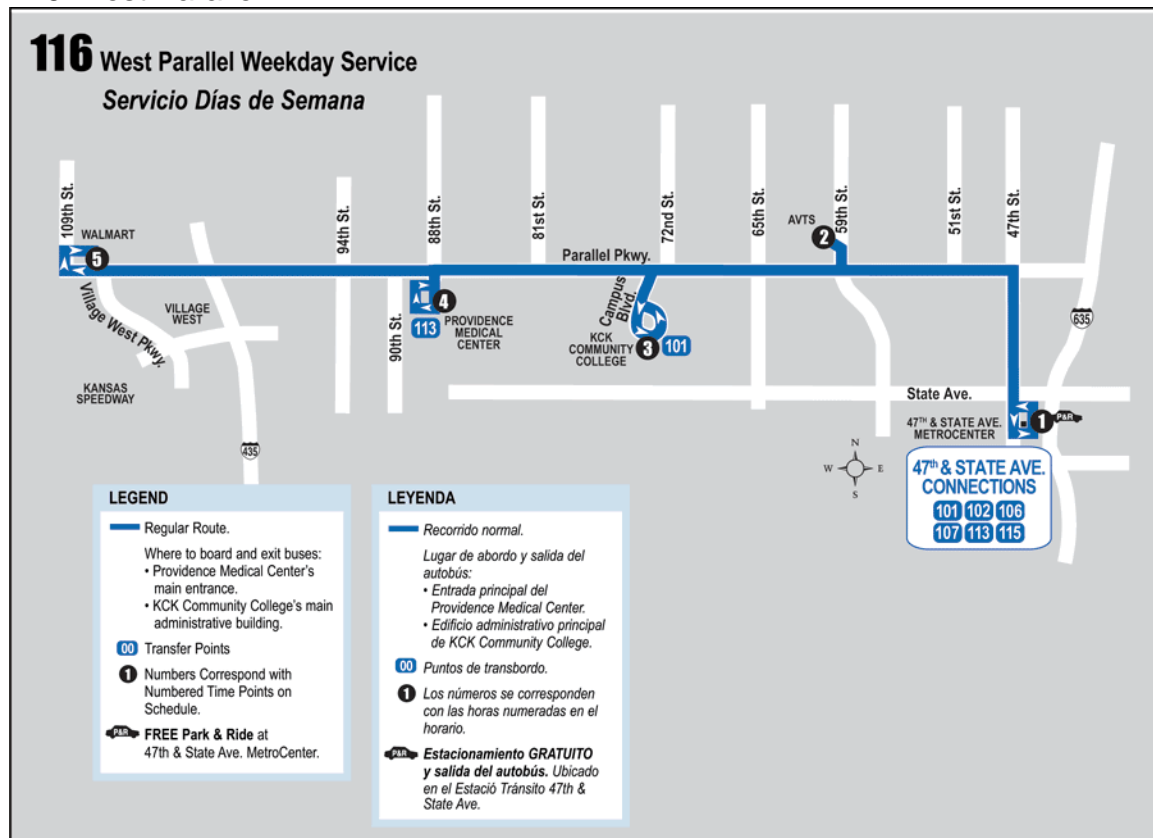 116 West Parallel Weekday Service
Servicio Días de Semana
109th St.
94th St.
88th St.
81st St.
72nd St.
65th St.
59th St.
51st St.
47th St.
WALMART
5
AVTS
2
Parallel Pkwy.
Village West Pkwy.
VILLAGE
WEST
KANSAS
SPEEDWAY
435
90th St.
4
113
PROVIDENCE
MEDICAL
CENTER
Campus
Blvd.
KCK
COMMUNITY
COLLEGE
3
101
635
State Ave.
47TH & STATE AVE.
METROCENTER
1
P&R
N
W
E
S
47th & STATE AVE.
CONNECTIONS
101 102 106
107 113 115
LEGEND
Regular Route.
Where to board and exit buses:
• Providence Medical Center's
main entrance.
• KCK Community College's main
administrative building.
00 Transfer Points
1 Numbers Correspond with
Numbered Time Points on
Schedule.
P&R FREE Park & Ride at
47th & State Ave. MetroCenter.
LEYENDA
Recorrido normal.
Lugar de abordo y salida del
autobús:
• Entrada principal del
Providence Medical Center.
• Edificio administrativo principal
de KCK Community College.
00 Puntos de transbordo.
1 Los números se corresponden
con las horas numeradas en el
horario.
P&R Estacionamiento GRATUITO
y salida del autobús. Ubicado
en el Estació Tránsito 47th &
State Ave.